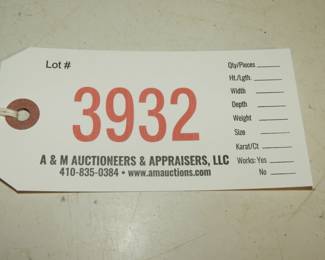 Lot #
3932
A & M AUCTIONEERS & APPRAISERS, LLC
410-835-0384 • www.amauctions.com
Qty/Pieces
Ht./Lgth.
Width
Depth
Weight
Size
Karat/Ct
Works: Yes
No